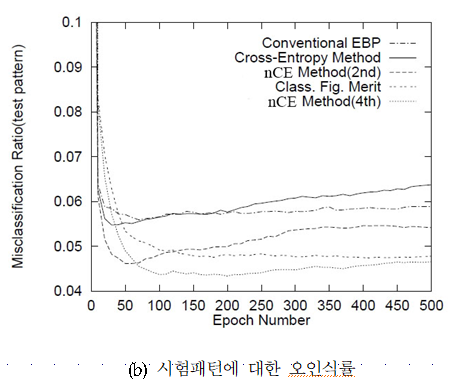 0.1
0.09
0.08
0.07
0.06
0.05
0.04
Misclassification Ratio(test pattern)
Conventional EBP
Cross-Entropy Method
nCE Method(2nd)
Class. Fig. Merit
nCE Method(4th)
0 50 100 150 200 250 300 350 400 450 500
Epoch Number
(b) 시험패턴에 대한 오인식률